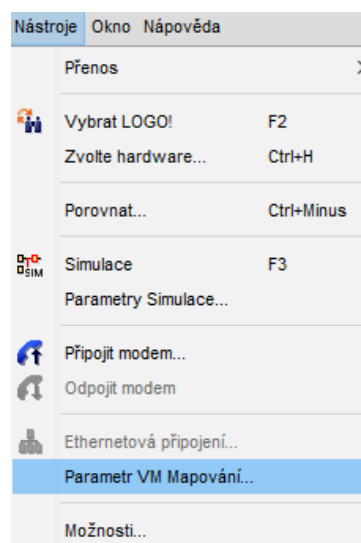 Nástroje Okno Nápověda
Přenos
Vybrat LOGO! F2
Zvolte hardware... Ctrl+H
Porovnat... Ctrl+Minus
SIM Simulace F3
Parametry Simulace...
Připojit modem...
Odpojit modem
Ethernetová připojení...
Parametr VM Mapování...
Možnosti...